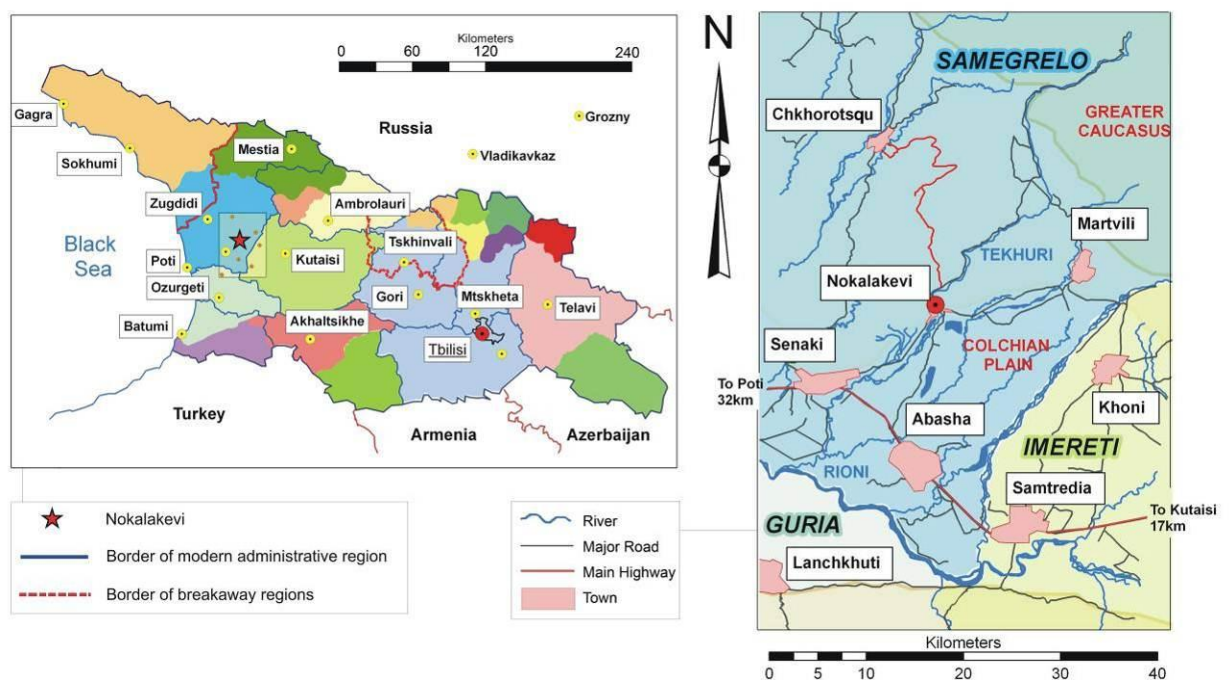 Kilometers
0 60 120 240
Gagra
Sokhumi
Mestia
Russia
Grozny
Vladikavkaz
Zugdidi
Ambrolauri
Black
Sea
Tskhinvali
Poti
Kutaisi
Ozurgeti
Gori
Mtskheta
Telavi
Batumi
Akhaltsikhe
Tbilisi
Turkey
Armenia
Azerbaijan
Nokalakevi
Border of modern administrative region
Border of breakaway regions
River
Major Road
Main Highway
Town
N
SAMEGRELO
Chkhorotsqu
GREATER
CAUCASUS
Martvili
TEKHURI
Nokalakevi
Senaki
COLCHIAN
PLAIN
To Poti
32km
Abasha
Khoni
IMERETI
RIONI
Samtredia
To Kutaisi
17km
GURIA
Lanchkhuti
Kilometers
0 5 10 20 30 40